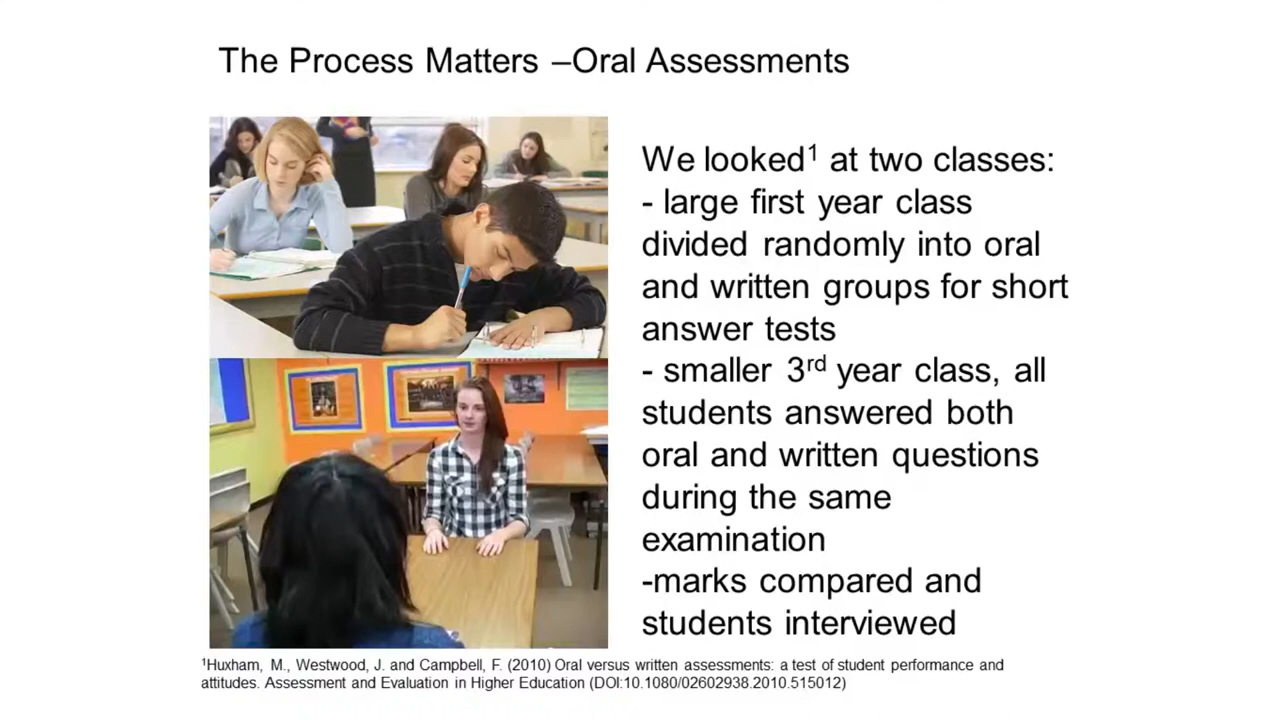 The Process Matters –Oral Assessments
We looked¹ at two classes:
- large first year class
divided randomly into oral
and written groups for short
answer tests
- smaller 3rd year class, all
students answered both
oral and written questions
during the same
examination
-marks compared and
students interviewed
¹Huxham, M., Westwood, J. and Campbell, F. (2010) Oral versus written assessments: a test of student performance and
attitudes. Assessment and Evaluation in Higher Education (DOI:10.1080/02602938.2010.515012)